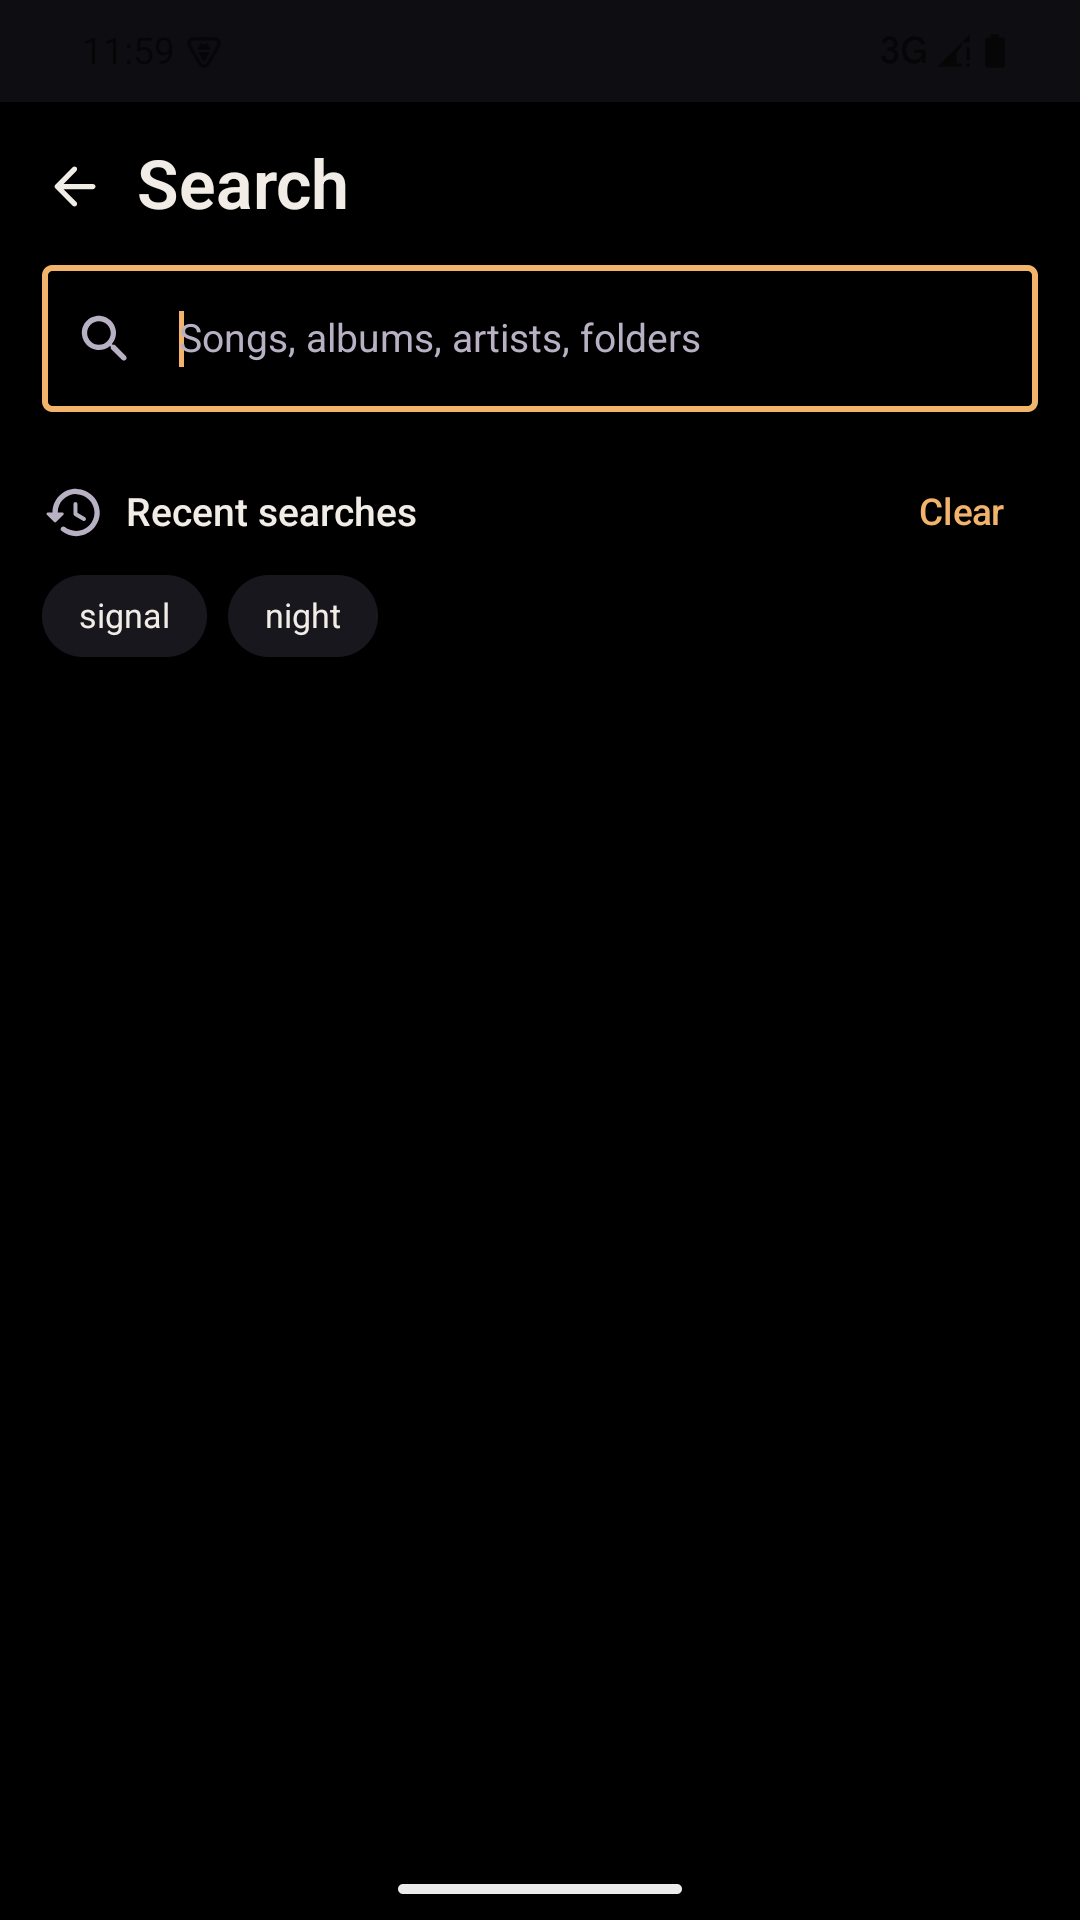 11:59 3G
Search
Songs, albums, artists, folders
Recent searches Clear
signal night